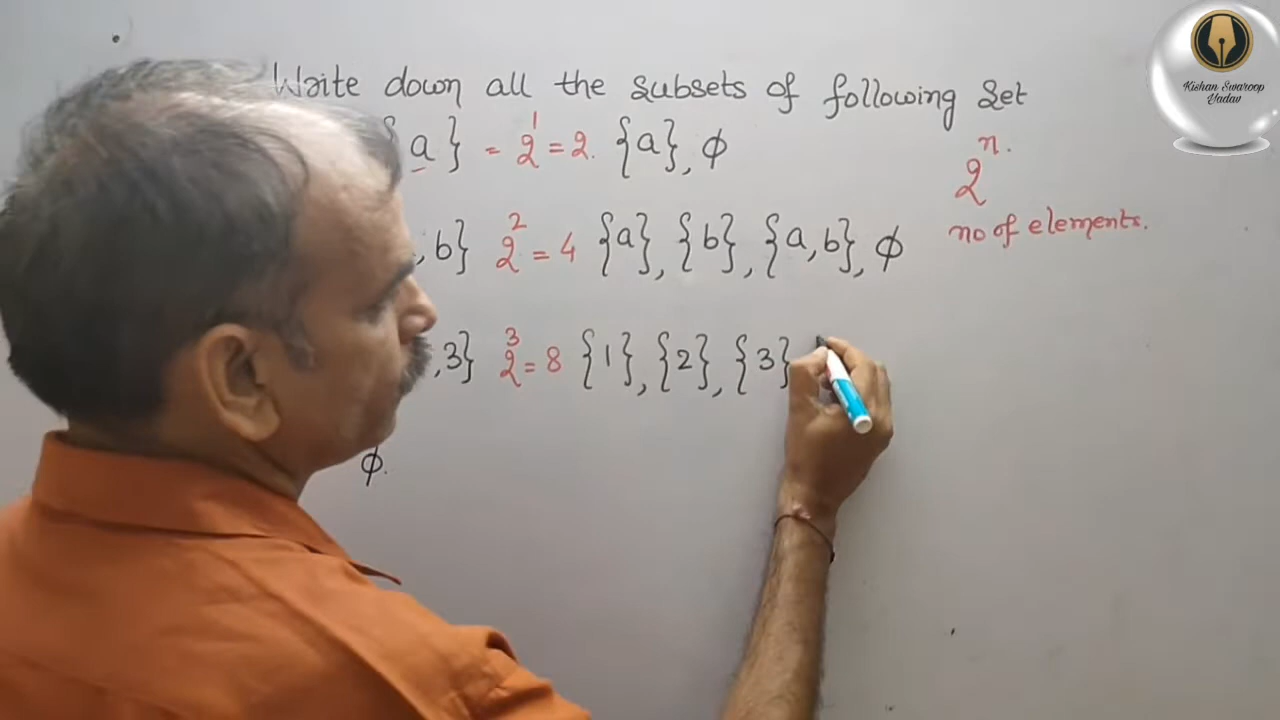 Write down all the subsets of following set
{a} = 2¹ = 2. {a}, ϕ
,b} 2² = 4 {a}, {b}, {a,b}, ϕ
,3} 2³ = 8 {1}, {2}, {3}
ϕ.
2ⁿ.
no of elements.
Kishan Swaroop
Yadav